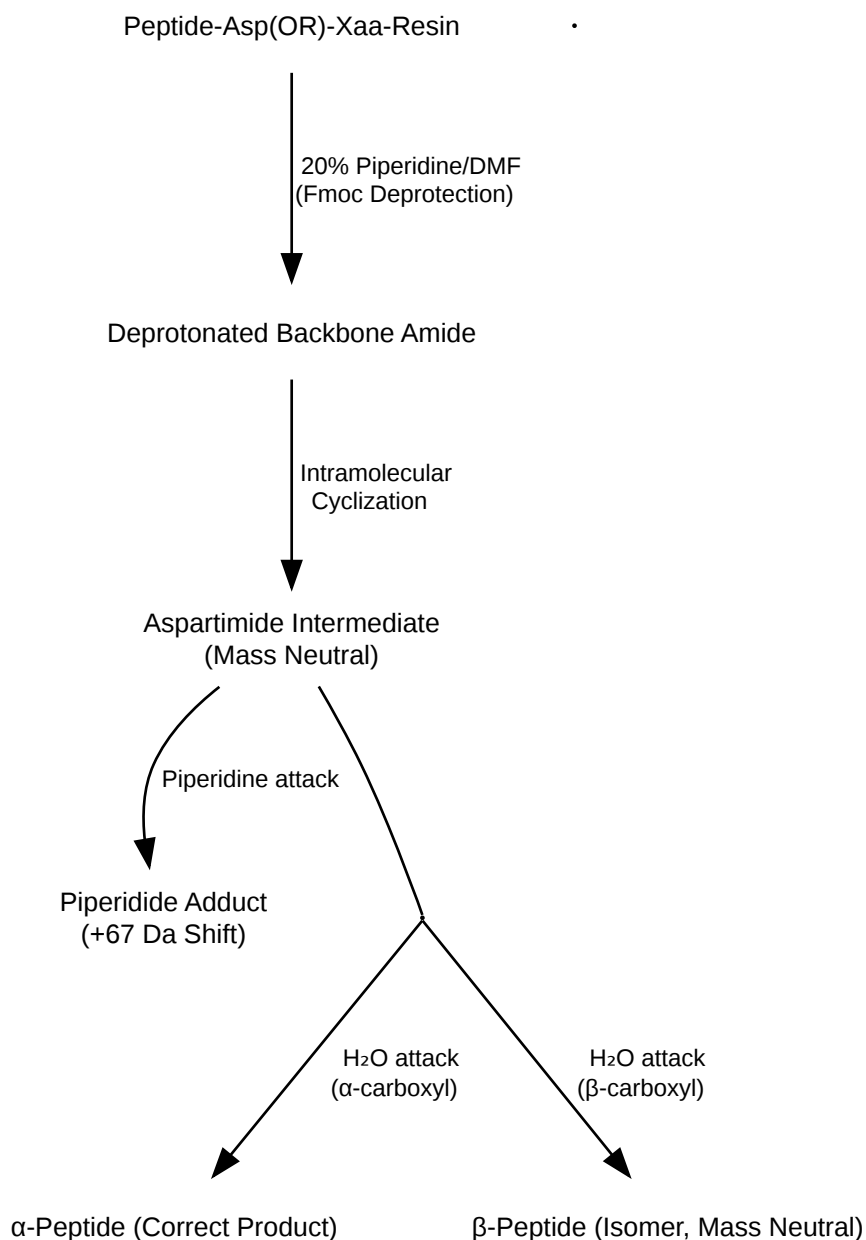 Peptide-Asp(OR)-Xaa-Resin
20% Piperidine/DMF
(Fmoc Deprotection)
Deprotonated Backbone Amide
Intramolecular
Cyclization
Aspartimide Intermediate
(Mass Neutral)
Piperidine attack
Piperidide Adduct
(+67 Da Shift)
H₂O attack
(α-carboxyl)
H₂O attack
(β-carboxyl)
α-Peptide (Correct Product)
β-Peptide (Isomer, Mass Neutral)